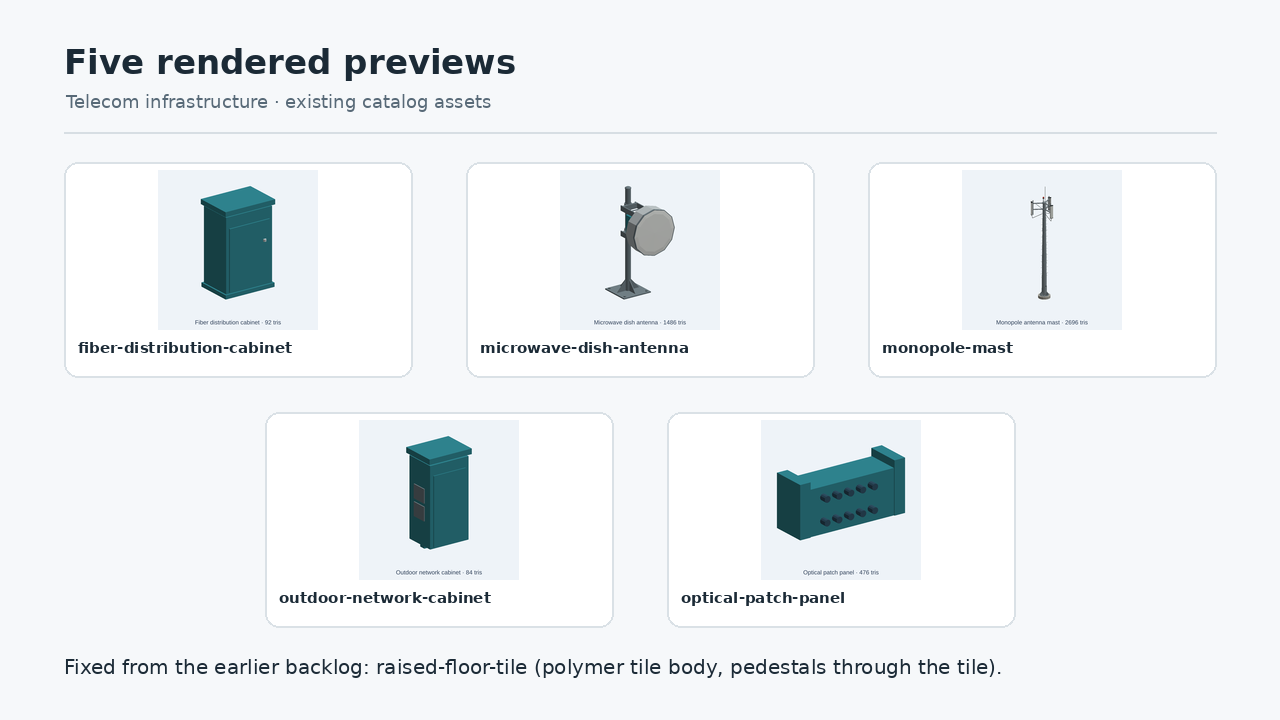 Five rendered previews
Telecom infrastructure · existing catalog assets
Fiber distribution cabinet · 92 tris
fiber-distribution-cabinet
Microwave dish antenna · 1486 tris
microwave-dish-antenna
Monopole antenna mast · 2696 tris
monopole-mast
Outdoor network cabinet · 84 tris
outdoor-network-cabinet
Optical patch panel · 476 tris
optical-patch-panel
Fixed from the earlier backlog: raised-floor-tile (polymer tile body, pedestals through the tile).